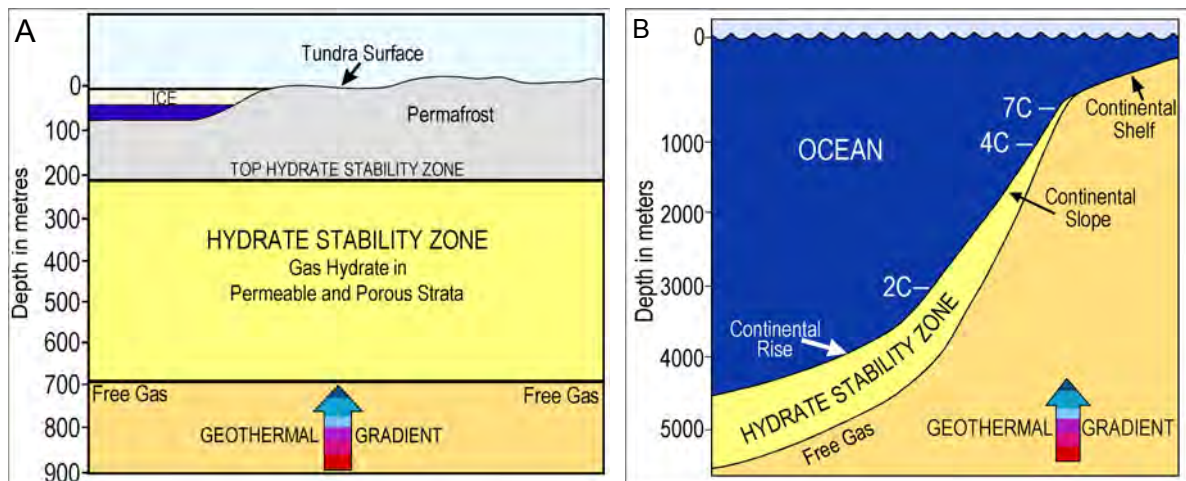 A
Tundra Surface
0
ICE
100
Permafrost
TOP HYDRATE STABILITY ZONE
200
300
HYDRATE STABILITY ZONE
Gas Hydrate in
400
Permeable and Porous Strata
500
600
700
Free Gas
Free Gas
800
GEOTHERMAL
GRADIENT
900
Depth in metres
B
0
7C
Continental
Shelf
4C
1000
OCEAN
Continental
Slope
2000
2C
3000
Continental
Rise
4000
HYDRATE STABILITY ZONE
5000
Free Gas
GEOTHERMAL
GRADIENT
Depth in meters